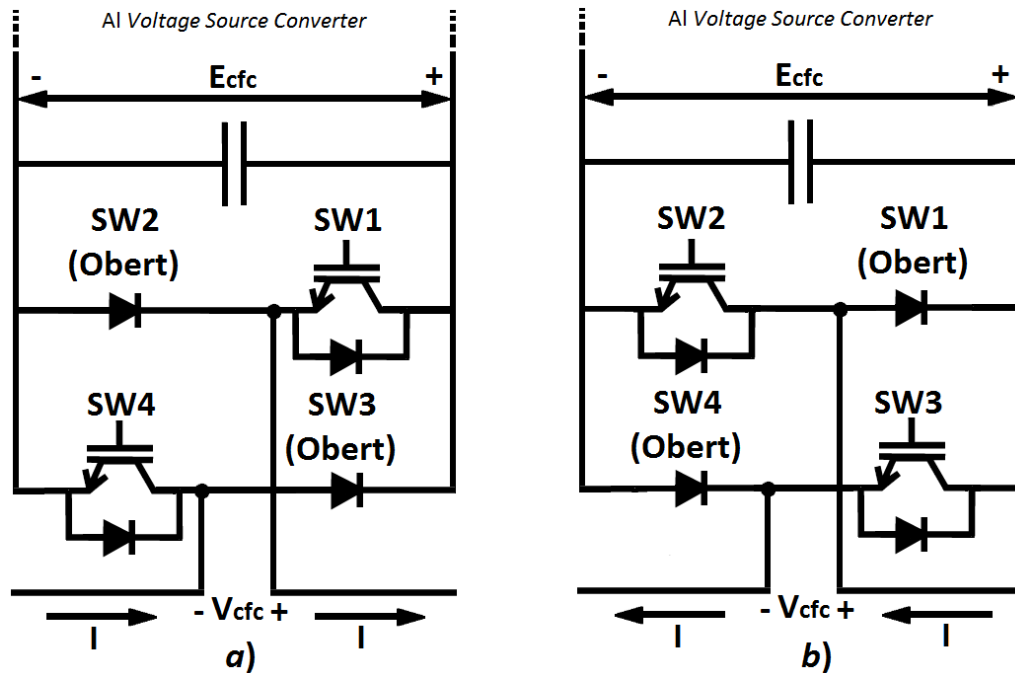 Al Voltage Source Converter
- Ecfc +
SW2 SW1
(Obert)
SW4 SW3
(Obert)
- Vcfc +
I I
a)
Al Voltage Source Converter
- Ecfc +
SW2 SW1
(Obert)
SW4 SW3
(Obert)
- Vcfc +
I I
b)